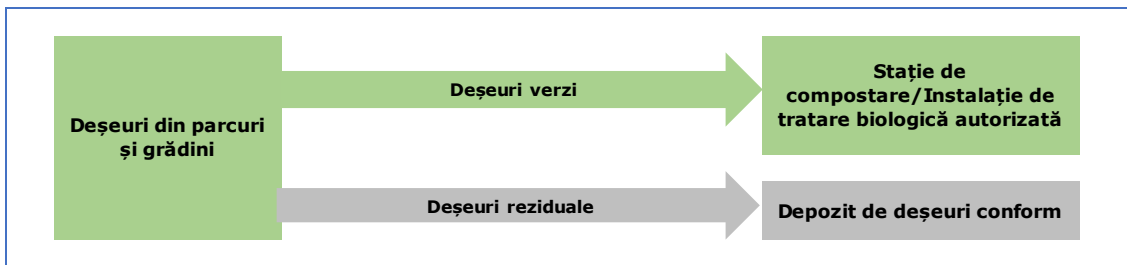 Deșeuri din parcuri
și grădini
Deșeuri verzi
Stație de
compostare/Instalație de
tratare biologică autorizată
Deșeuri reziduale
Depozit de deșeuri conform